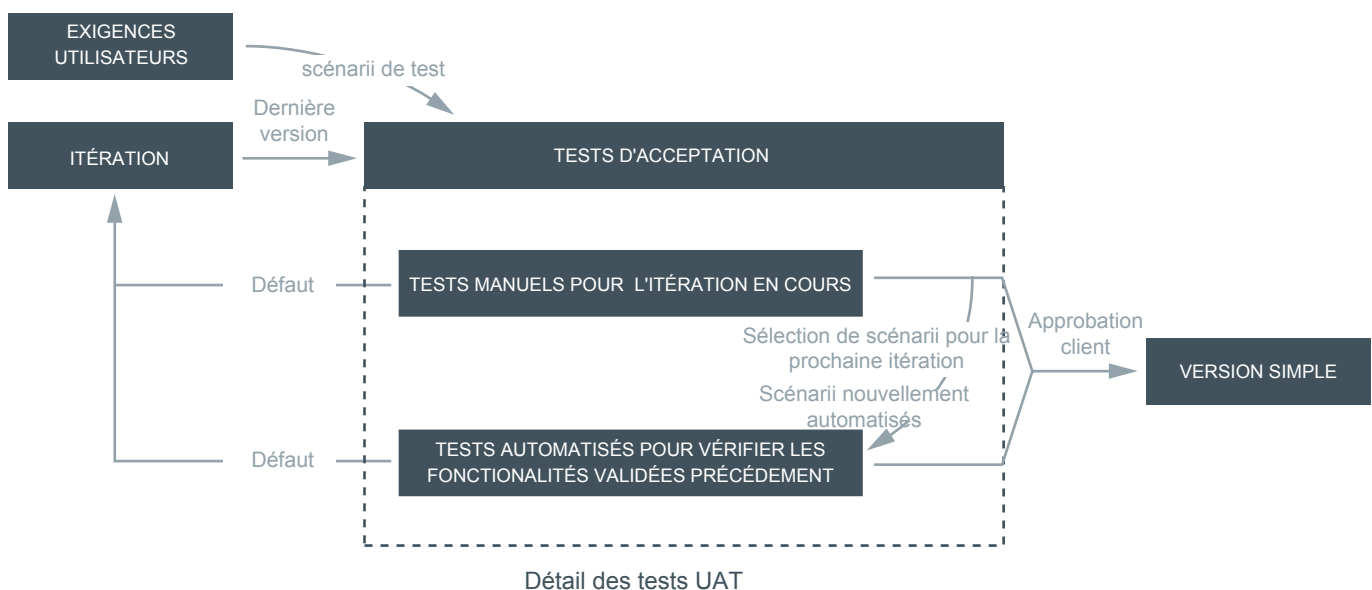 EXIGENCES
UTILISATEURS
scénarii de test
Dernière
version
ITÉRATION
TESTS D'ACCEPTATION
Défaut
TESTS MANUELS POUR L'ITÉRATION EN COURS
Sélection de scénarii pour la
prochaine itération
Approbation
client
VERSION SIMPLE
Scénarii nouvellement
automatisés
Défaut
TESTS AUTOMATISÉS POUR VÉRIFIER LES
FONCTIONALITÉS VALIDÉES PRÉCÉDEMENT
Détail des tests UAT